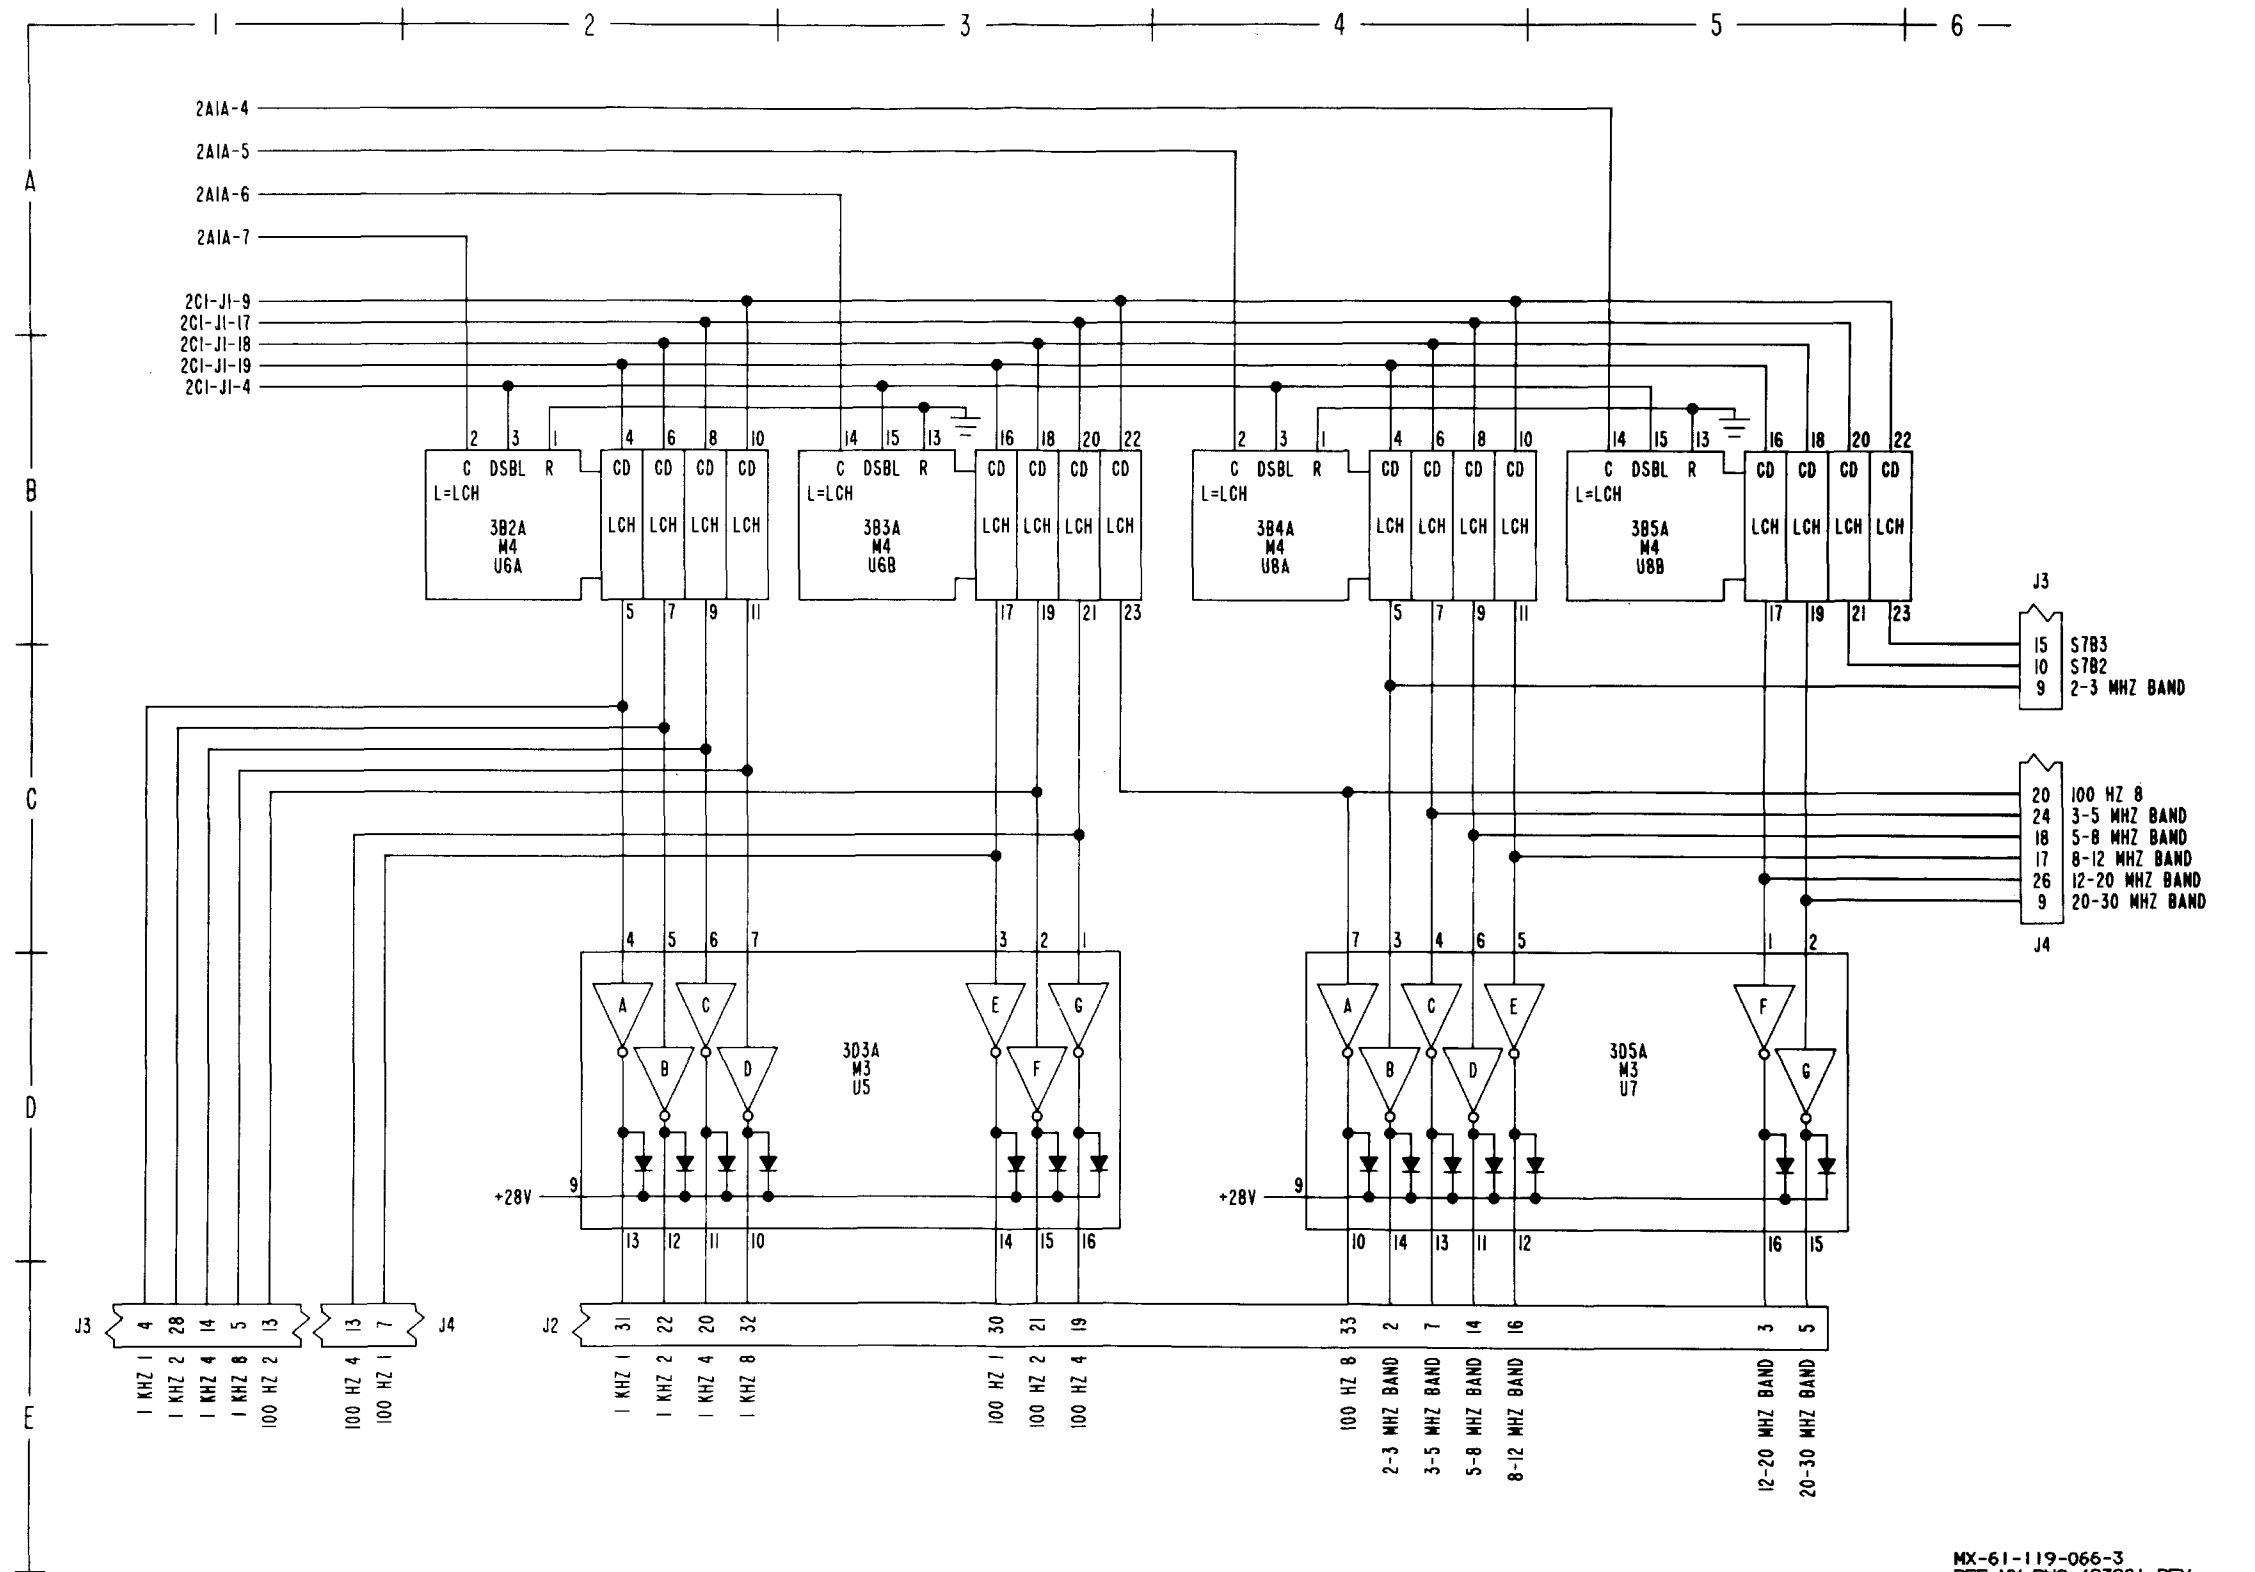 1 2 3 4 5 6
2A1A-4
2A1A-5
A
2A1A-6
2A1A-7
2C1-J1-9
2C1-J1-17
2C1-J1-18
2C1-J1-19
2C1-J1-4
2 3 1 4 6 8 10 14 15 13 16 18 20 22 2 3 1 4 6 8 10 14 15 13 16 18 20 22
C DSBL R CD CD CD CD C DSBL R CD CD CD CD C DSBL R CD CD CD CD C DSBL R CD CD CD CD
B
L=LCH L=LCH L=LCH L=LCH
3B2A LCH LCH LCH LCH 3B3A LCH LCH LCH LCH 3B4A LCH LCH LCH LCH 3B5A LCH LCH LCH LCH
M4 M4 M4 M4
U6A U6B U8A U8B
J3
5 7 9 11 17 19 21 23 5 7 9 11 17 19 21 23
15 S7B3
10 S7B2
9 2-3 MHZ BAND
C
20 100 HZ 8
24 3-5 MHZ BAND
18 5-8 MHZ BAND
17 8-12 MHZ BAND
26 12-20 MHZ BAND
9 20-30 MHZ BAND
J4
4 5 6 7 3 2 1 7 3 4 6 5 1 2
A C E G A C E F
3D3A 3D5A
M3 M3
B D F B D G
U5 U7
D
+28V 9 +28V 9
13 12 11 10 14 15 16 10 14 13 11 12 16 15
J3 4 28 14 5 13 13 7 J4 J2 31 22 20 32 30 21 19 33 2 7 14 16 3 5
1 KHZ 1
1 KHZ 2
1 KHZ 4
1 KHZ 8
100 HZ 2
100 HZ 4
100 HZ 1
1 KHZ 1
1 KHZ 2
1 KHZ 4
1 KHZ 8
100 HZ 1
100 HZ 2
100 HZ 4
100 HZ 8
2-3 MHZ BAND
3-5 MHZ BAND
5-8 MHZ BAND
8-12 MHZ BAND
12-20 MHZ BAND
20-30 MHZ BAND
E
MX-61-119-066-3